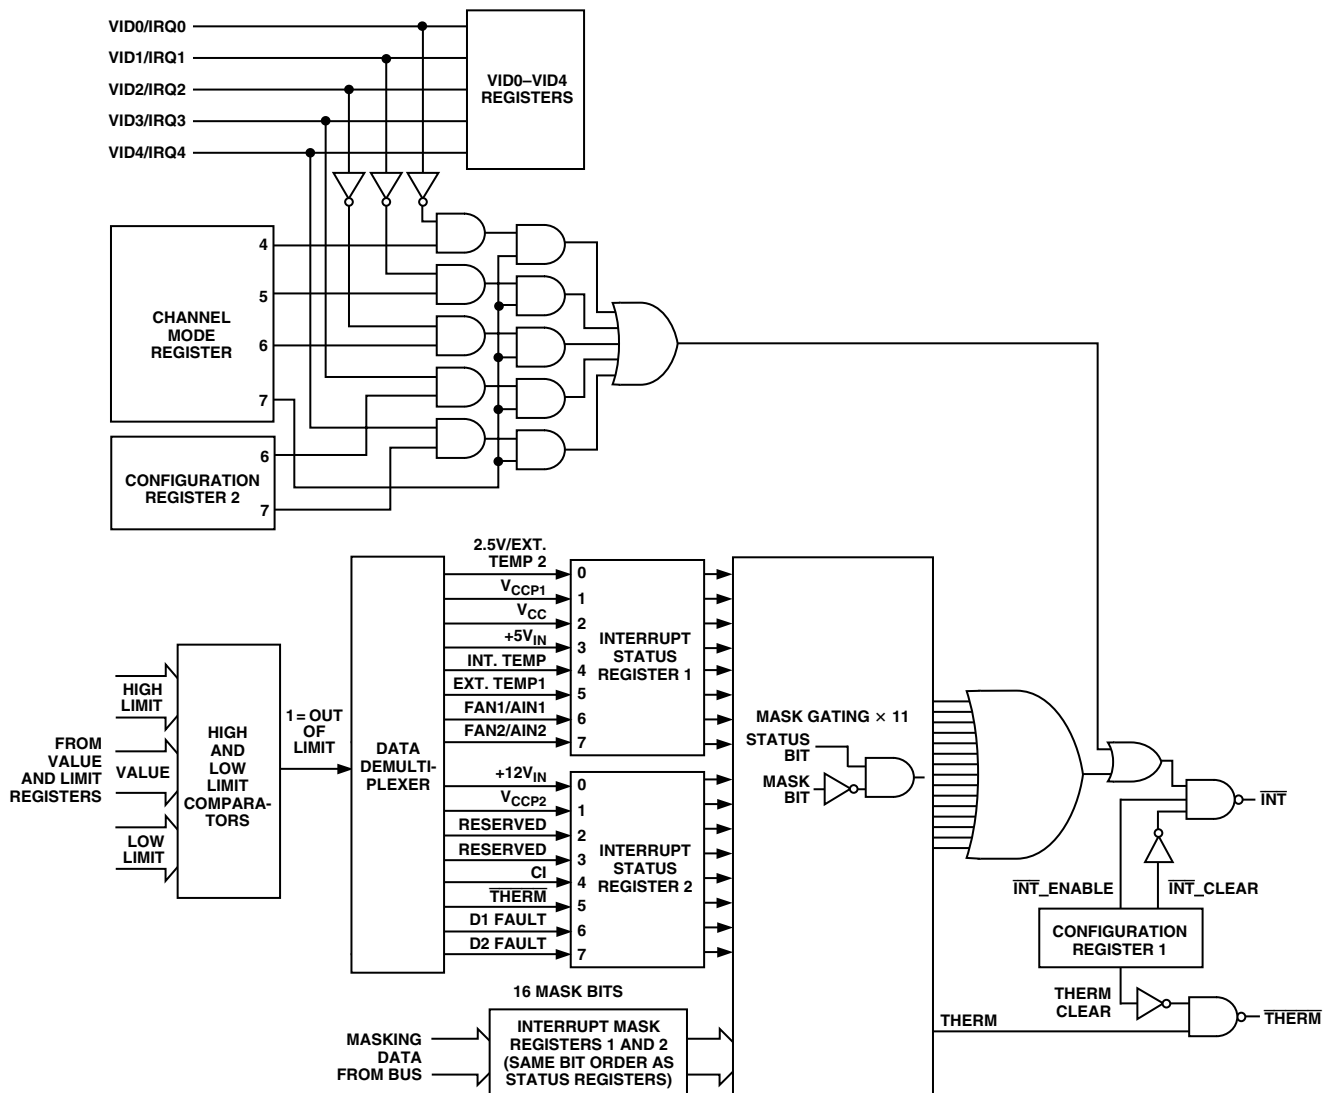 VID0/IRQ0
VID1/IRQ1
VID2/IRQ2
VID3/IRQ3
VID4/IRQ4
VID0–VID4
REGISTERS
CHANNEL
MODE
REGISTER
4
5
6
7
CONFIGURATION
REGISTER 2
6
7
FROM
VALUE
AND LIMIT
REGISTERS
HIGH
LIMIT
VALUE
LOW
LIMIT
HIGH
AND
LOW
LIMIT
COMPARA-
TORS
1 = OUT
OF
LIMIT
DATA
DEMULTI-
PLEXER
2.5V/EXT.
TEMP 2
VCCP1
VCC
+5VIN
INT. TEMP
EXT. TEMP1
FAN1/AIN1
FAN2/AIN2
0
1
2
3
4
5
6
7
INTERRUPT
STATUS
REGISTER 1
+12VIN
VCCP2
RESERVED
RESERVED
CI
THERM
D1 FAULT
D2 FAULT
0
1
2
3
4
5
6
7
INTERRUPT
STATUS
REGISTER 2
MASK GATING × 11
STATUS
BIT
MASK
BIT
16 MASK BITS
MASKING
DATA
FROM BUS
INTERRUPT MASK
REGISTERS 1 AND 2
(SAME BIT ORDER AS
STATUS REGISTERS)
INT
INT_ENABLE
INT_CLEAR
CONFIGURATION
REGISTER 1
THERM
CLEAR
THERM
THERM